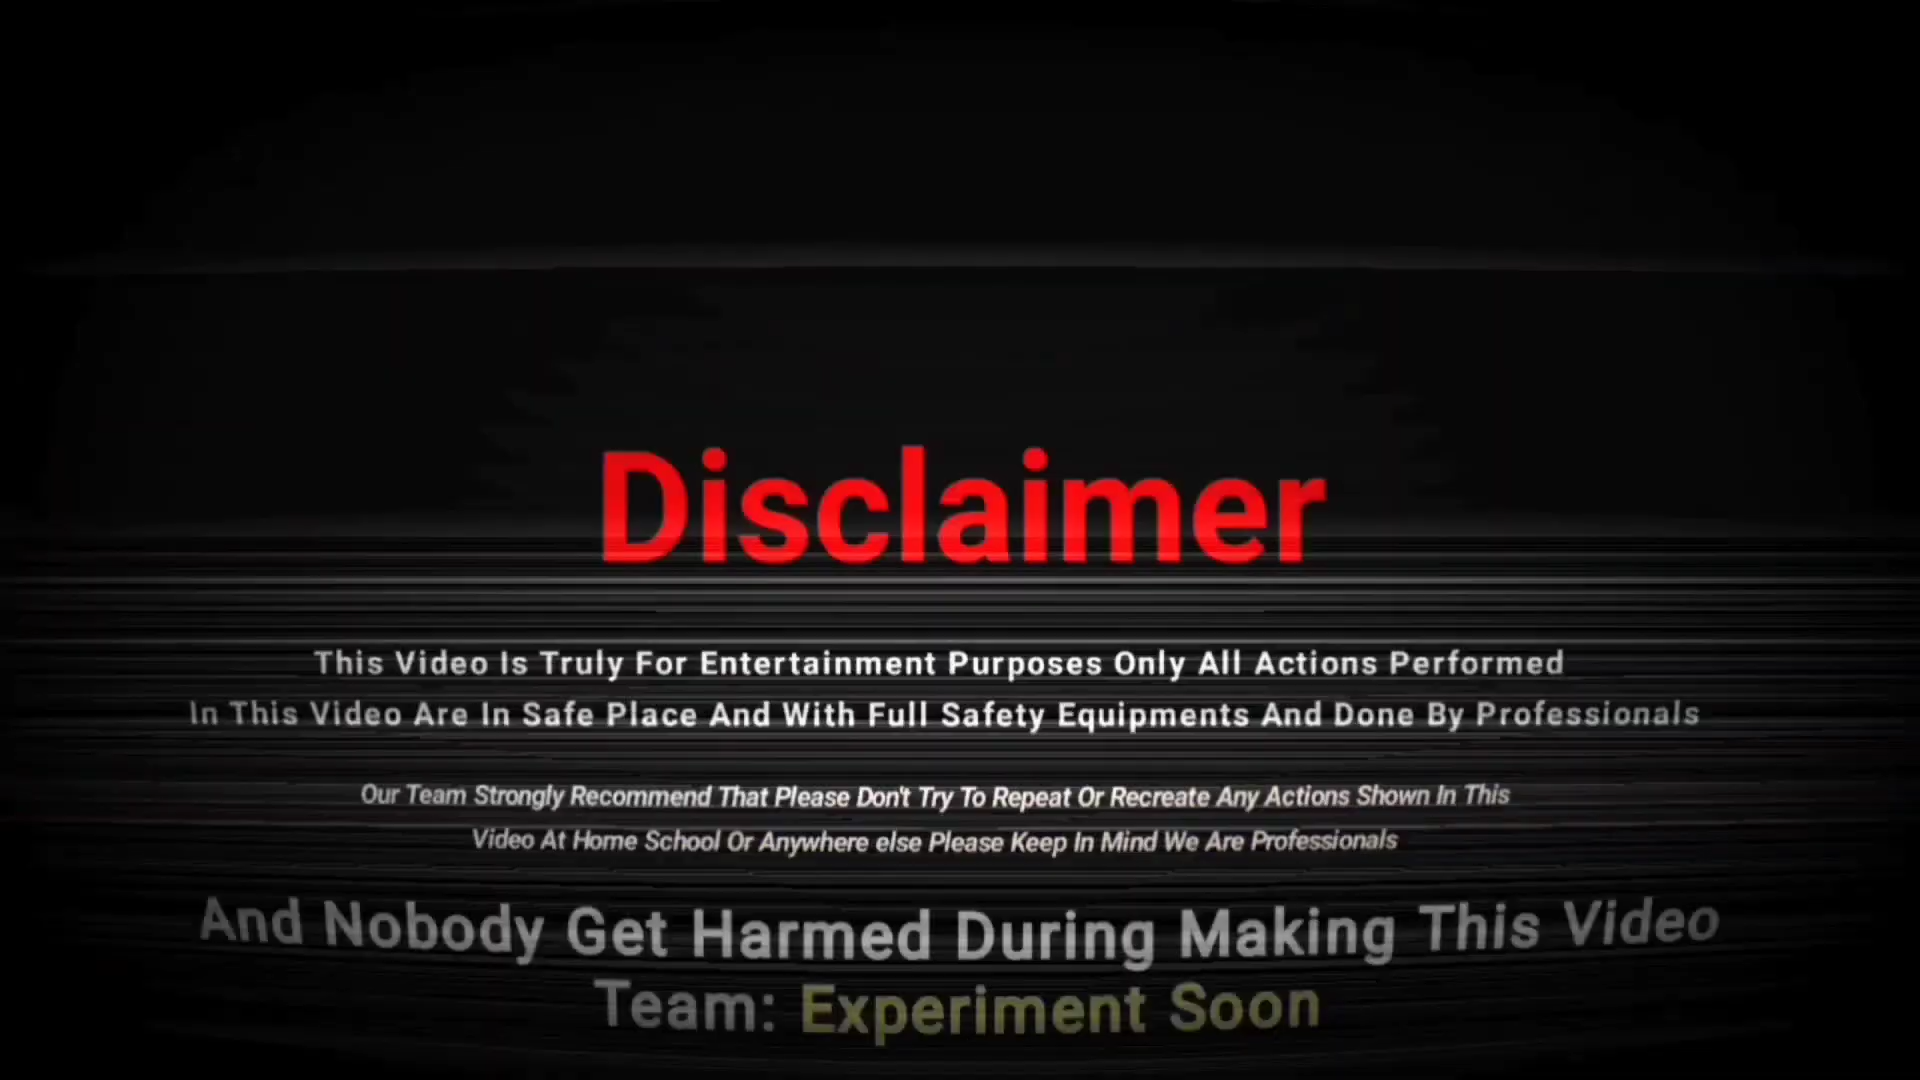 Disclaimer
This Video Is Truly For Entertainment Purposes Only All Actions Performed
In This Video Are In Safe Place And With Full Safety Equipments And Done By Professionals
Our Team Strongly Recommend That Please Don't Try To Repeat Or Recreate Any Actions Shown In This
Video At Home School Or Anywhere else Please Keep In Mind We Are Professionals
And Nobody Get Harmed During Making This Video
Team: Experiment Soon